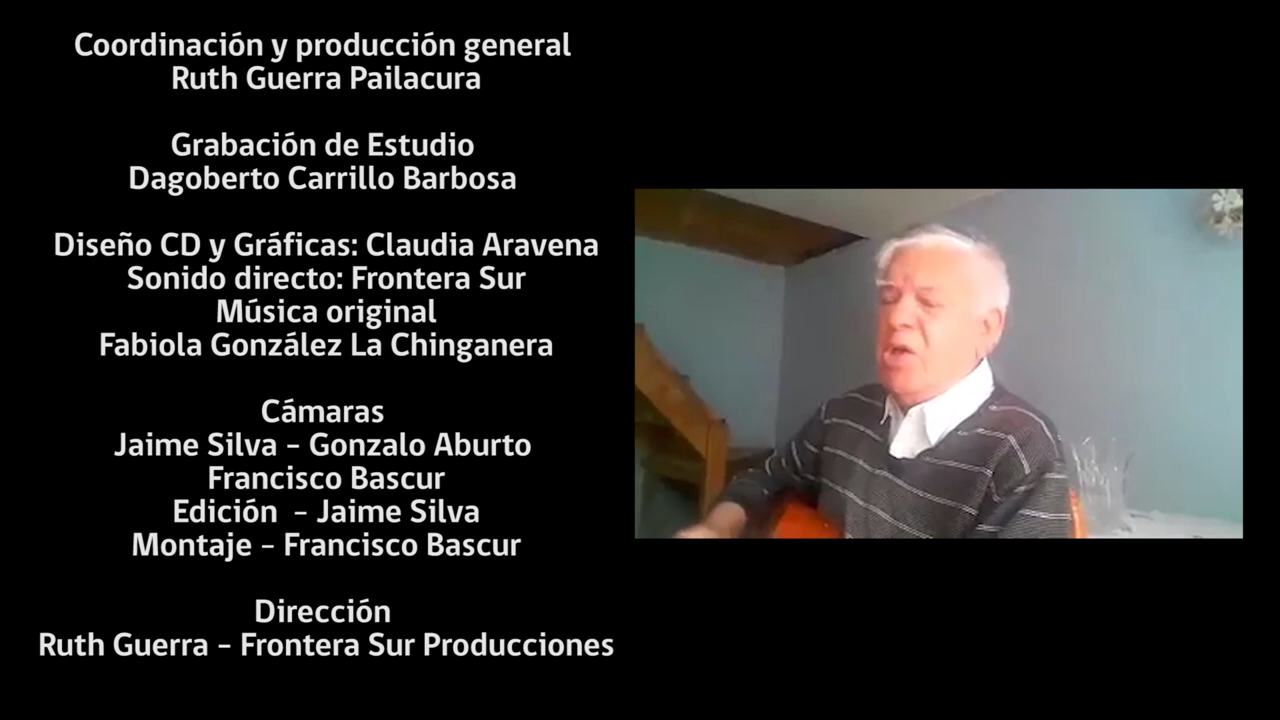 Coordinación y producción general
Ruth Guerra Pailacura
Grabación de Estudio
Dagoberto Carrillo Barbosa
Diseño CD y Gráficas: Claudia Aravena
Sonido directo: Frontera Sur
Música original
Fabiola González La Chinganera
Cámaras
Jaime Silva – Gonzalo Aburto
Francisco Bascur
Edición – Jaime Silva
Montaje – Francisco Bascur
Dirección
Ruth Guerra – Frontera Sur Producciones